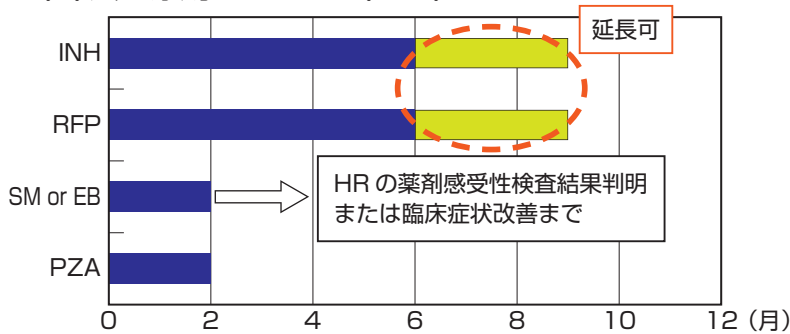 延長可
INH
RFP
SM or EB
HR の薬剤感受性検査結果判明
または臨床症状改善まで
PZA
0 2 4 6 8 10 12 (月)